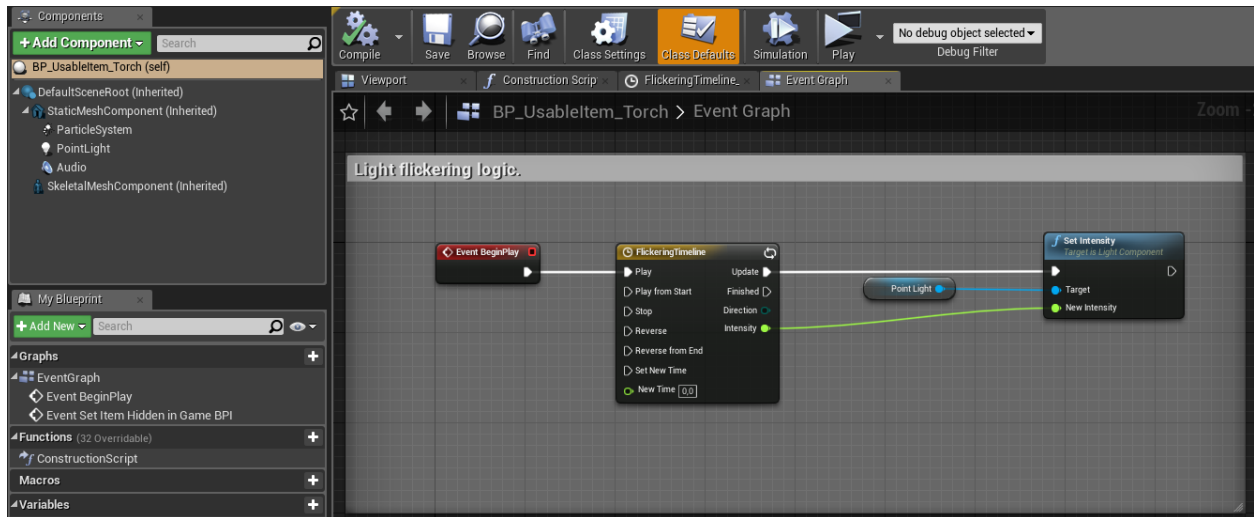 Components
+ Add Component
Search
BP_UsableItem_Torch (self)
DefaultSceneRoot (Inherited)
StaticMeshComponent (Inherited)
ParticleSystem
PointLight
Audio
SkeletalMeshComponent (Inherited)
My Blueprint
+ Add New
Search
Graphs
EventGraph
Event BeginPlay
Event Set Item Hidden in Game BPI
Functions (32 Overridable)
ConstructionScript
Macros
Variables
Compile
Save
Browse
Find
Class Settings
Class Defaults
Simulation
Play
No debug object selected
Debug Filter
Viewport
Construction Scrip
FlickeringTimeline_
Event Graph
BP_UsableItem_Torch > Event Graph
Zoom -
Light flickering logic.
Event BeginPlay
FlickeringTimeline
Play
Update
Play from Start
Finished
Stop
Direction
Reverse
Intensity
Reverse from End
Set New Time
New Time 0,0
Point Light
f Set Intensity
Target is Light Component
Target
New Intensity